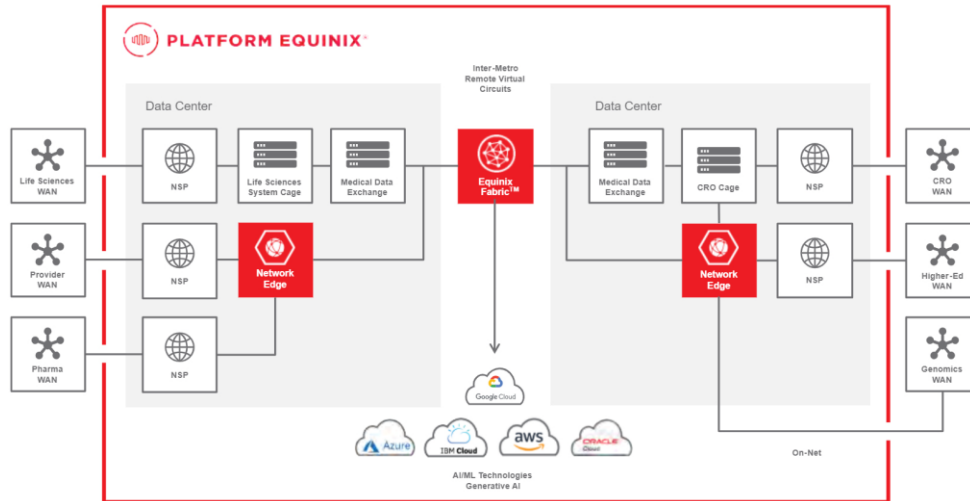 PLATFORM EQUINIX®
Inter-Metro
Remote Virtual
Circuits
Data Center
Data Center
Life Sciences
WAN
NSP
Life Sciences
System Cage
Medical Data
Exchange
Equinix
Fabric™
Medical Data
Exchange
CRO Cage
NSP
CRO
WAN
Provider
WAN
NSP
Network
Edge
Network
Edge
NSP
Higher-Ed
WAN
Pharma
WAN
NSP
Genomics
WAN
Google Cloud
Azure
IBM Cloud
aws
ORACLE
Cloud
On-Net
AI/ML Technologies
Generative AI